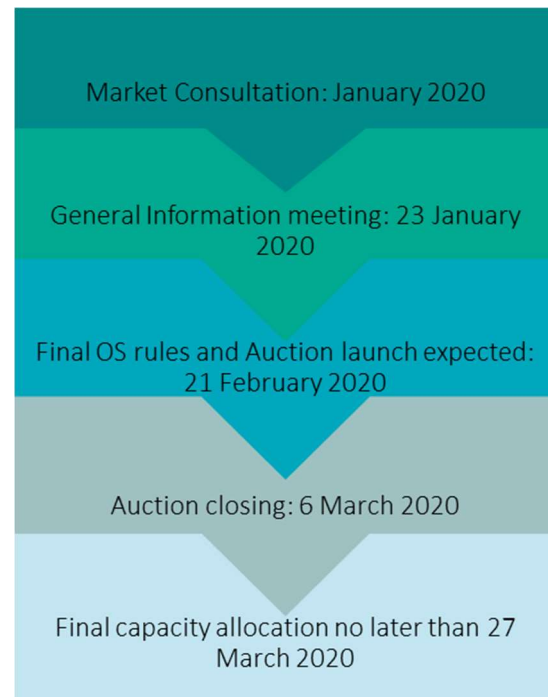 Market Consultation: January 2020
General Information meeting: 23 January
2020
Final OS rules and Auction launch expected:
21 February 2020
Auction closing: 6 March 2020
Final capacity allocation no later than 27
March 2020